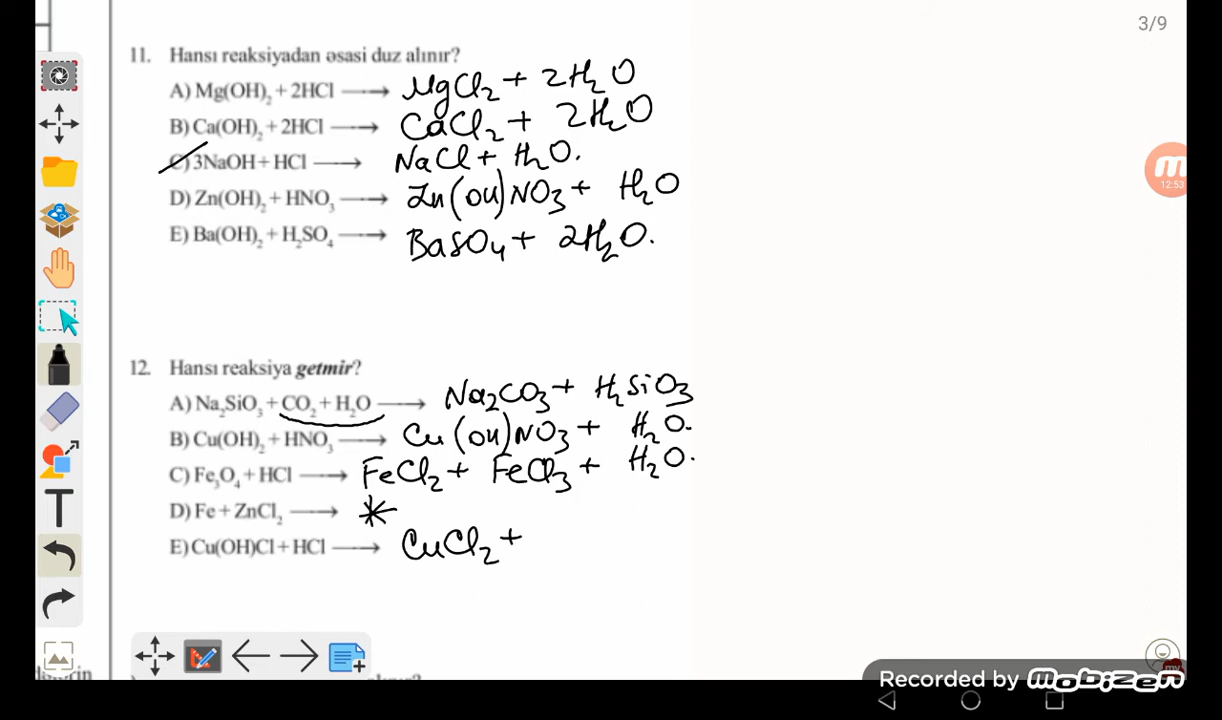 3/9
11. Hansı reaksiyadan əsasi duz alınır?
A) Mg(OH)₂ + 2HCl ⟶ MgCl₂ + 2H₂O
B) Ca(OH)₂ + 2HCl ⟶ CaCl₂ + 2H₂O
C) 3NaOH + HCl ⟶ NaCl + H₂O.
D) Zn(OH)₂ + HNO₃ ⟶ Zn(OH)NO₃ + H₂O
E) Ba(OH)₂ + H₂SO₄ ⟶ BaSO₄ + 2H₂O.
12. Hansı reaksiya getmir?
A) Na₂SiO₃ + CO₂ + H₂O ⟶ Na₂CO₃ + H₂SiO₃
B) Cu(OH)₂ + HNO₃ ⟶ Cu(OH)NO₃ + H₂O.
C) Fe₃O₄ + HCl ⟶ FeCl₂ + FeCl₃ + H₂O.
D) Fe + ZnCl₂ ⟶
E) Cu(OH)Cl + HCl ⟶ CuCl₂ +
12:53
T
Recorded by mobizen